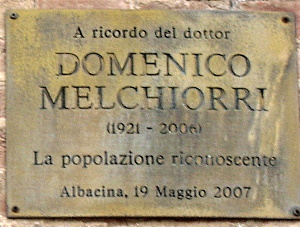 A ricordo del dottor
DOMENICO
MELCHIORRI
(1921 - 2006)
La popolazione riconoscente
Albacina, 19 Maggio 2007